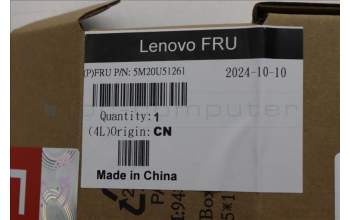 Lenovo FRU
(P)FRU P/N: 5M20U51261
2024-10-10
Quantity: 1
(4L)Origin: CN
Made in China